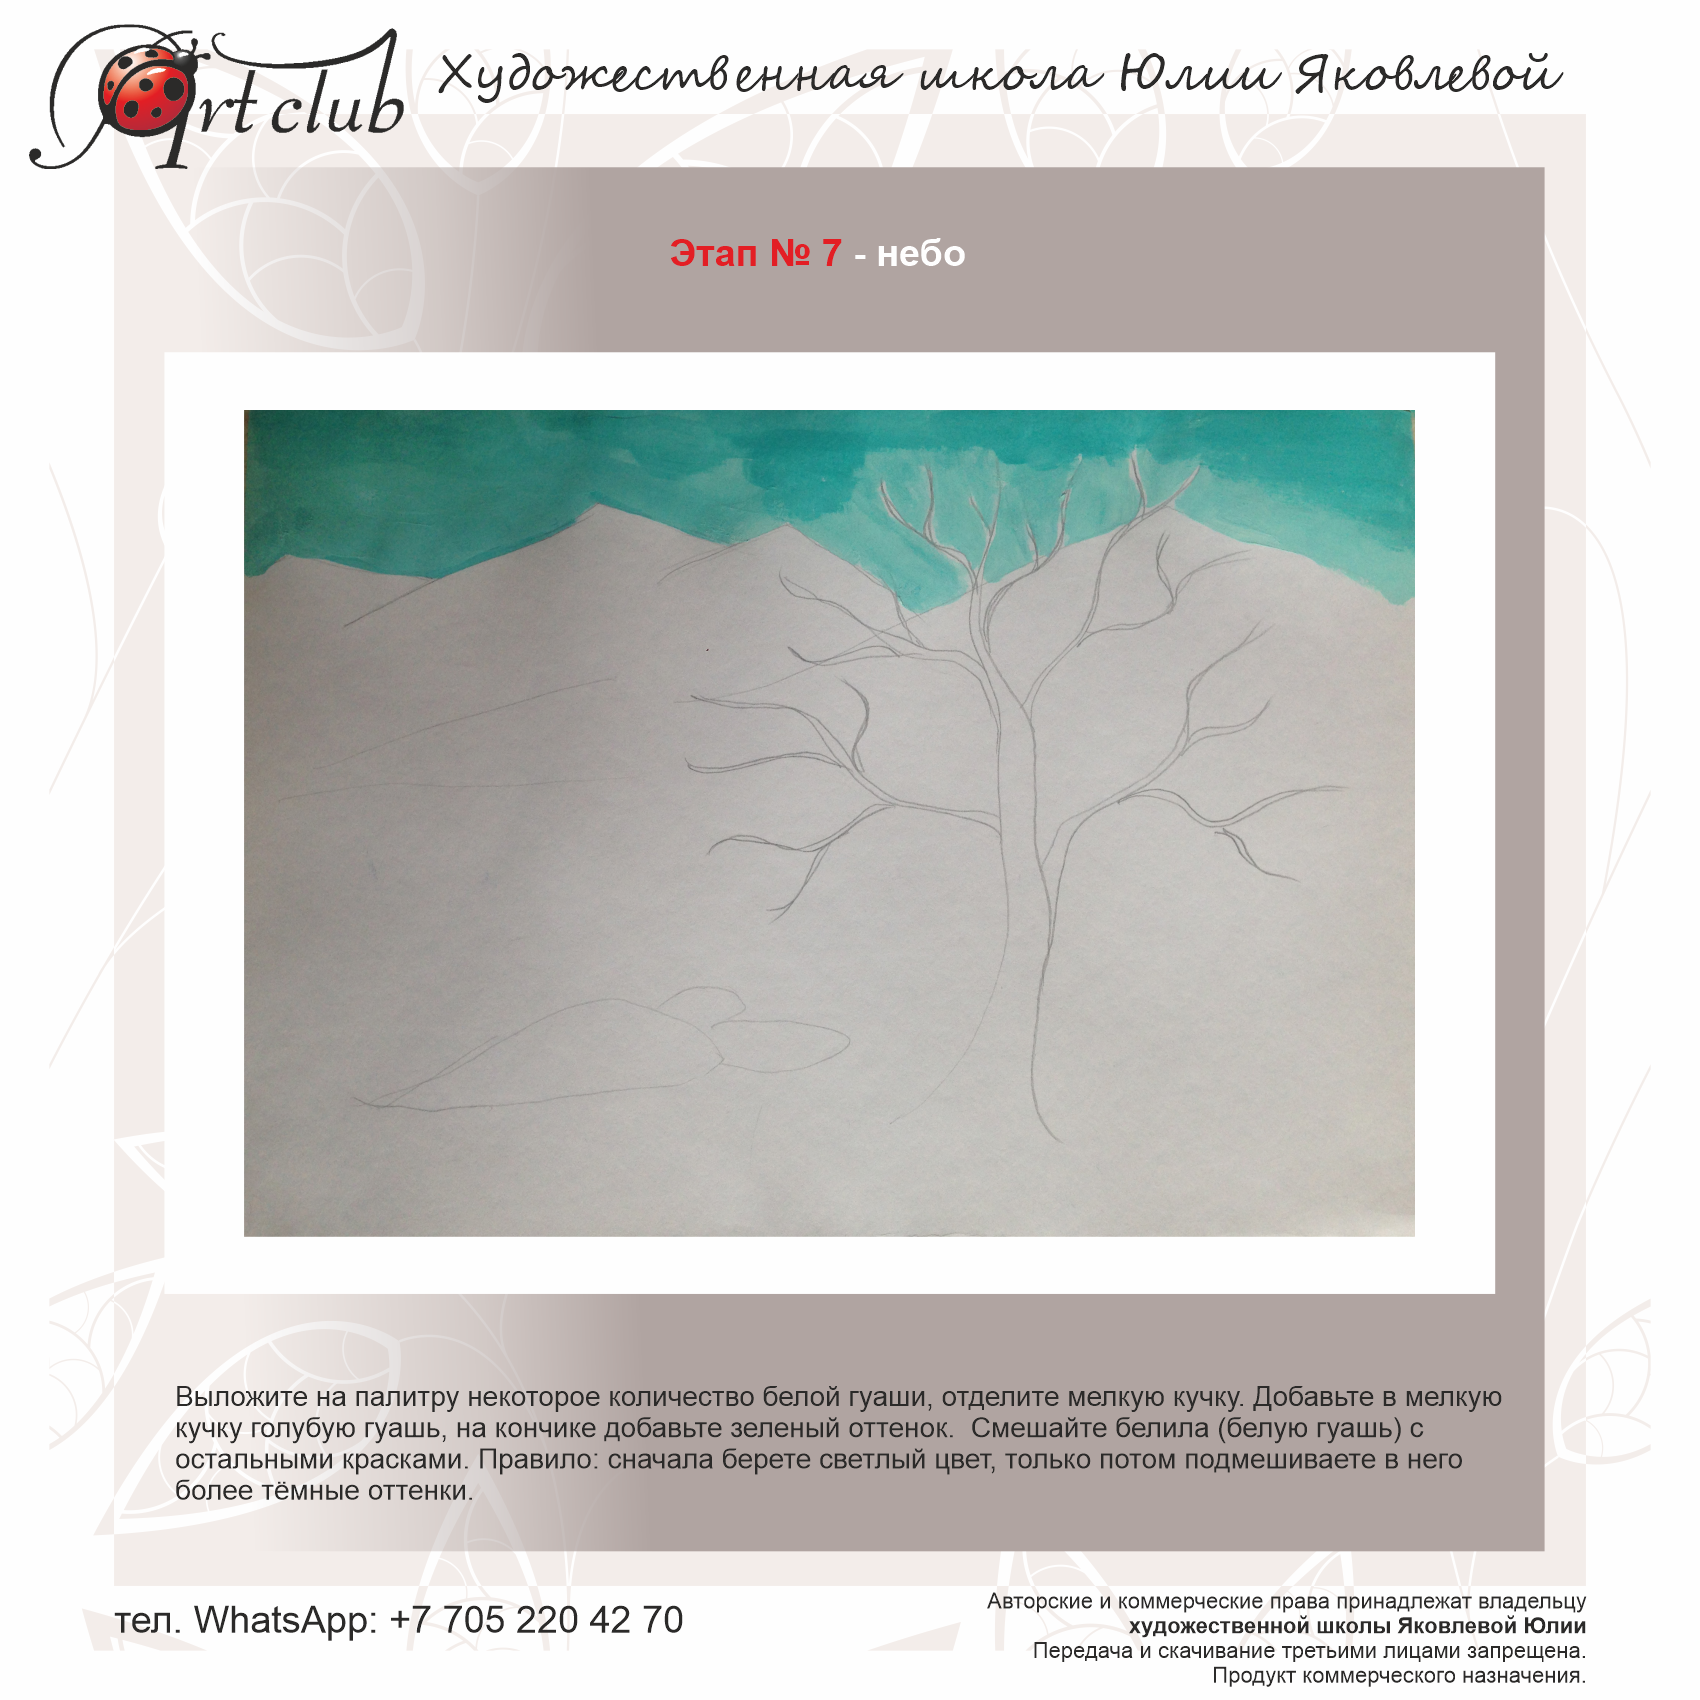 Art club
Художественная школа Юлии Яковлевой
Этап № 7 - небо
Выложите на палитру некоторое количество белой гуаши, отделите мелкую кучку. Добавьте в мелкую
кучку голубую гуашь, на кончике добавьте зеленый оттенок.  Смешайте белила (белую гуашь) с
остальными красками. Правило: сначала берете светлый цвет, только потом подмешиваете в него
более тёмные оттенки.
тел. WhatsApp: +7 705 220 42 70
Авторские и коммерческие права принадлежат владельцу
художественной школы Яковлевой Юлии
Передача и скачивание третьими лицами запрещена.
Продукт коммерческого назначения.